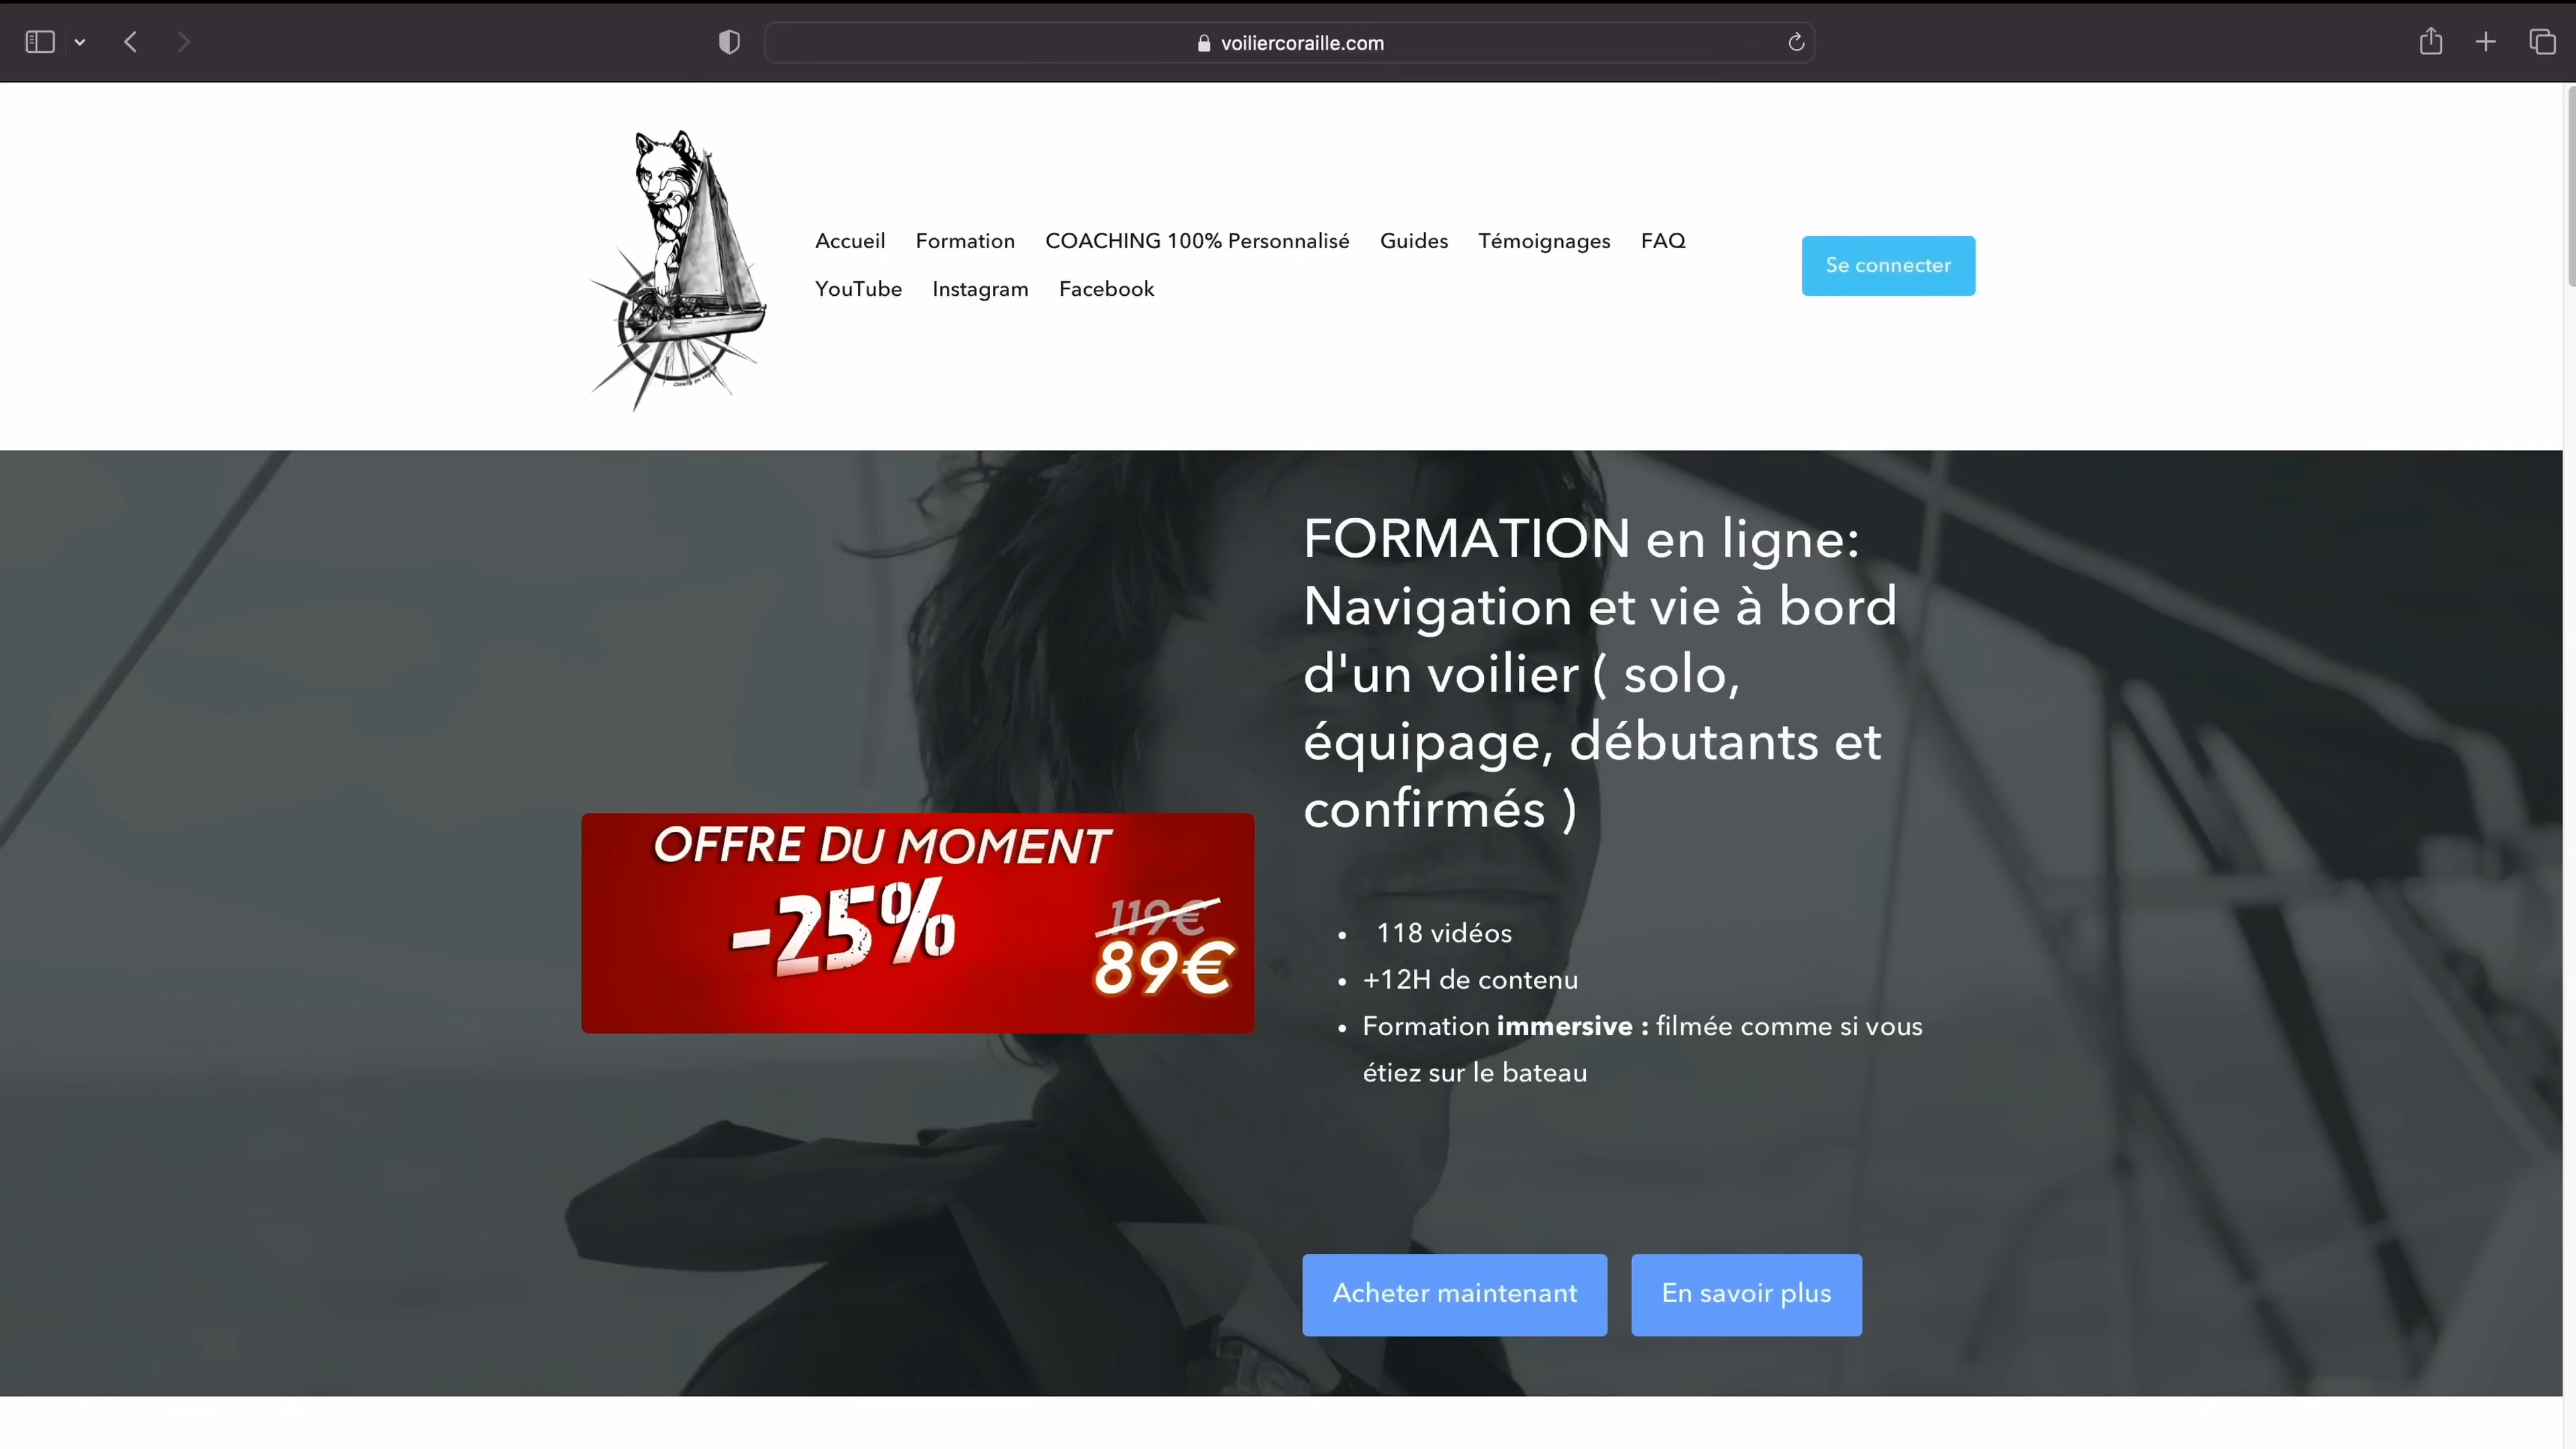 voiliercoraille.com
Accueil Formation COACHING 100% Personnalisé Guides Témoignages FAQ
YouTube Instagram Facebook
Se connecter
FORMATION en ligne:
Navigation et vie à bord
d'un voilier ( solo,
équipage, débutants et
confirmés )
OFFRE DU MOMENT
-25%
119€
89€
118 vidéos
+12H de contenu
Formation immersive : filmée comme si vous
étiez sur le bateau
Acheter maintenant
En savoir plus